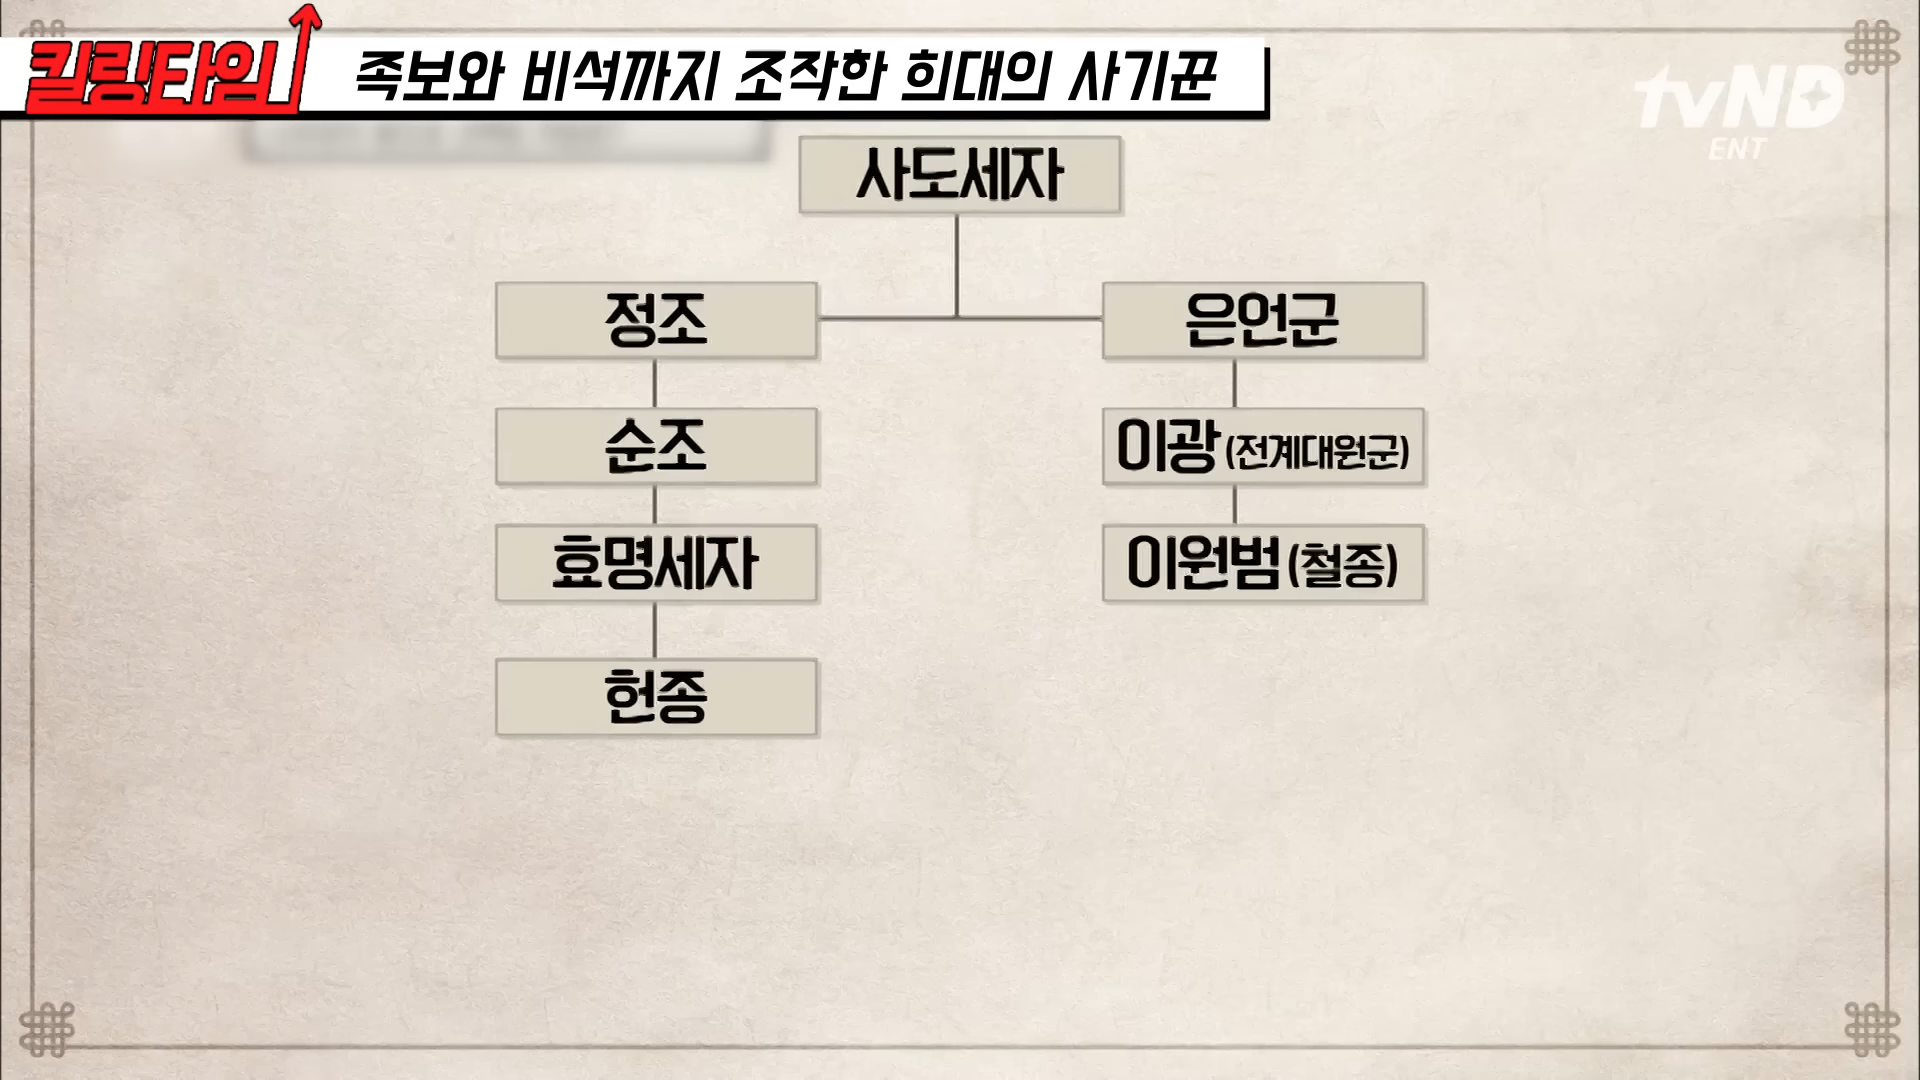 킬링타임
족보와 비석까지 조작한 희대의 사기꾼
tvND
ENT
사도세자
정조
은언군
순조
이광 (전계대원군)
효명세자
이원범 (철종)
헌종